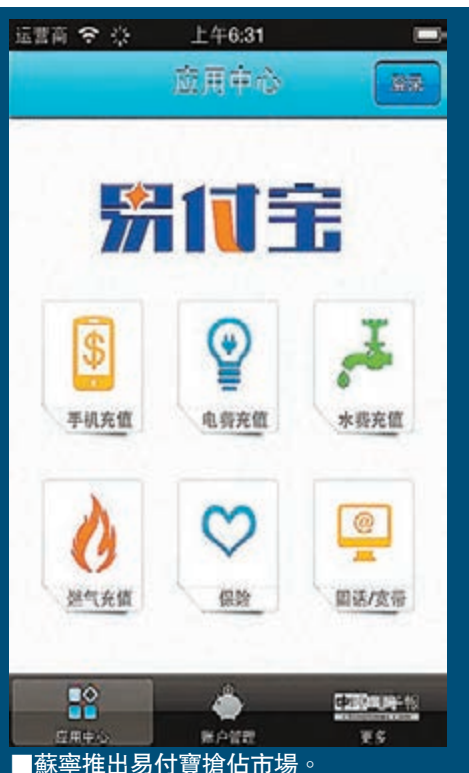 运营商 上午6:31
应用中心 登录
易付宝
手机充值 电费充值 水费充值
燃气充值 保险 固话/宽带
应用中心 账户管理 更多
■蘇寧推出易付寶搶佔市場。